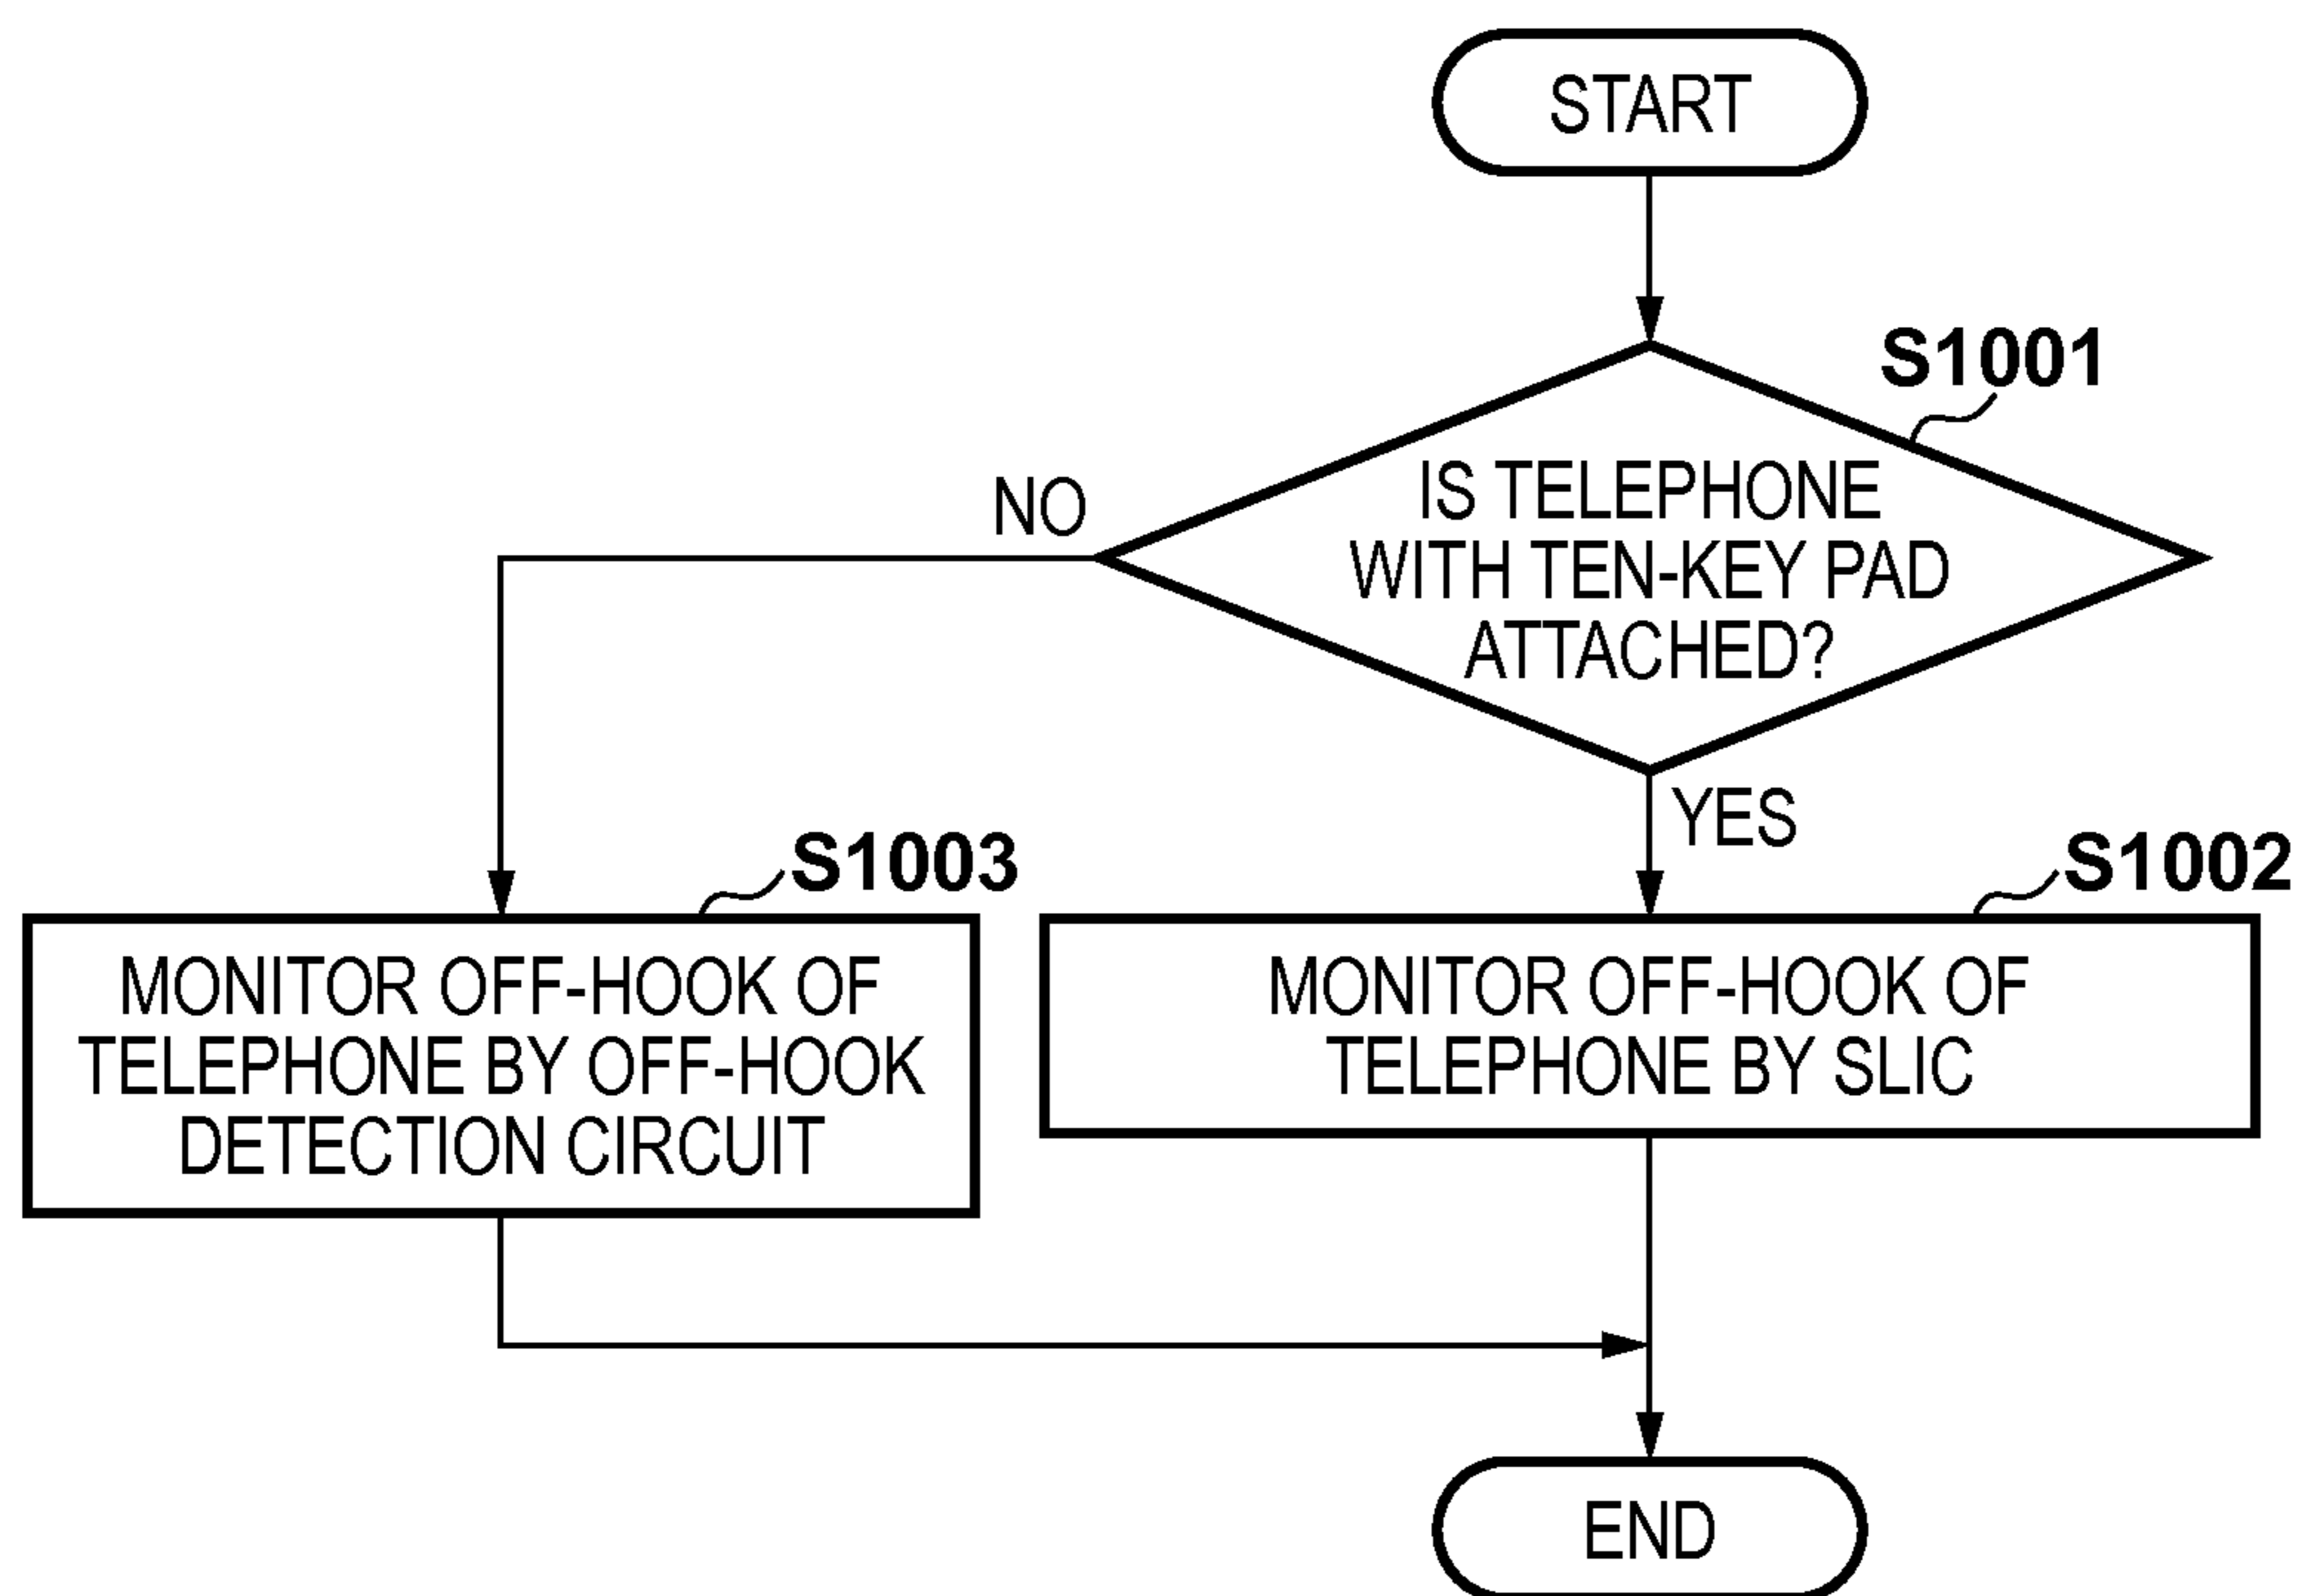 START
S1001
IS TELEPHONE
WITH TEN-KEY PAD
ATTACHED?
NO
YES
S1003
MONITOR OFF-HOOK OF
TELEPHONE BY OFF-HOOK
DETECTION CIRCUIT
S1002
MONITOR OFF-HOOK OF
TELEPHONE BY SLIC
END